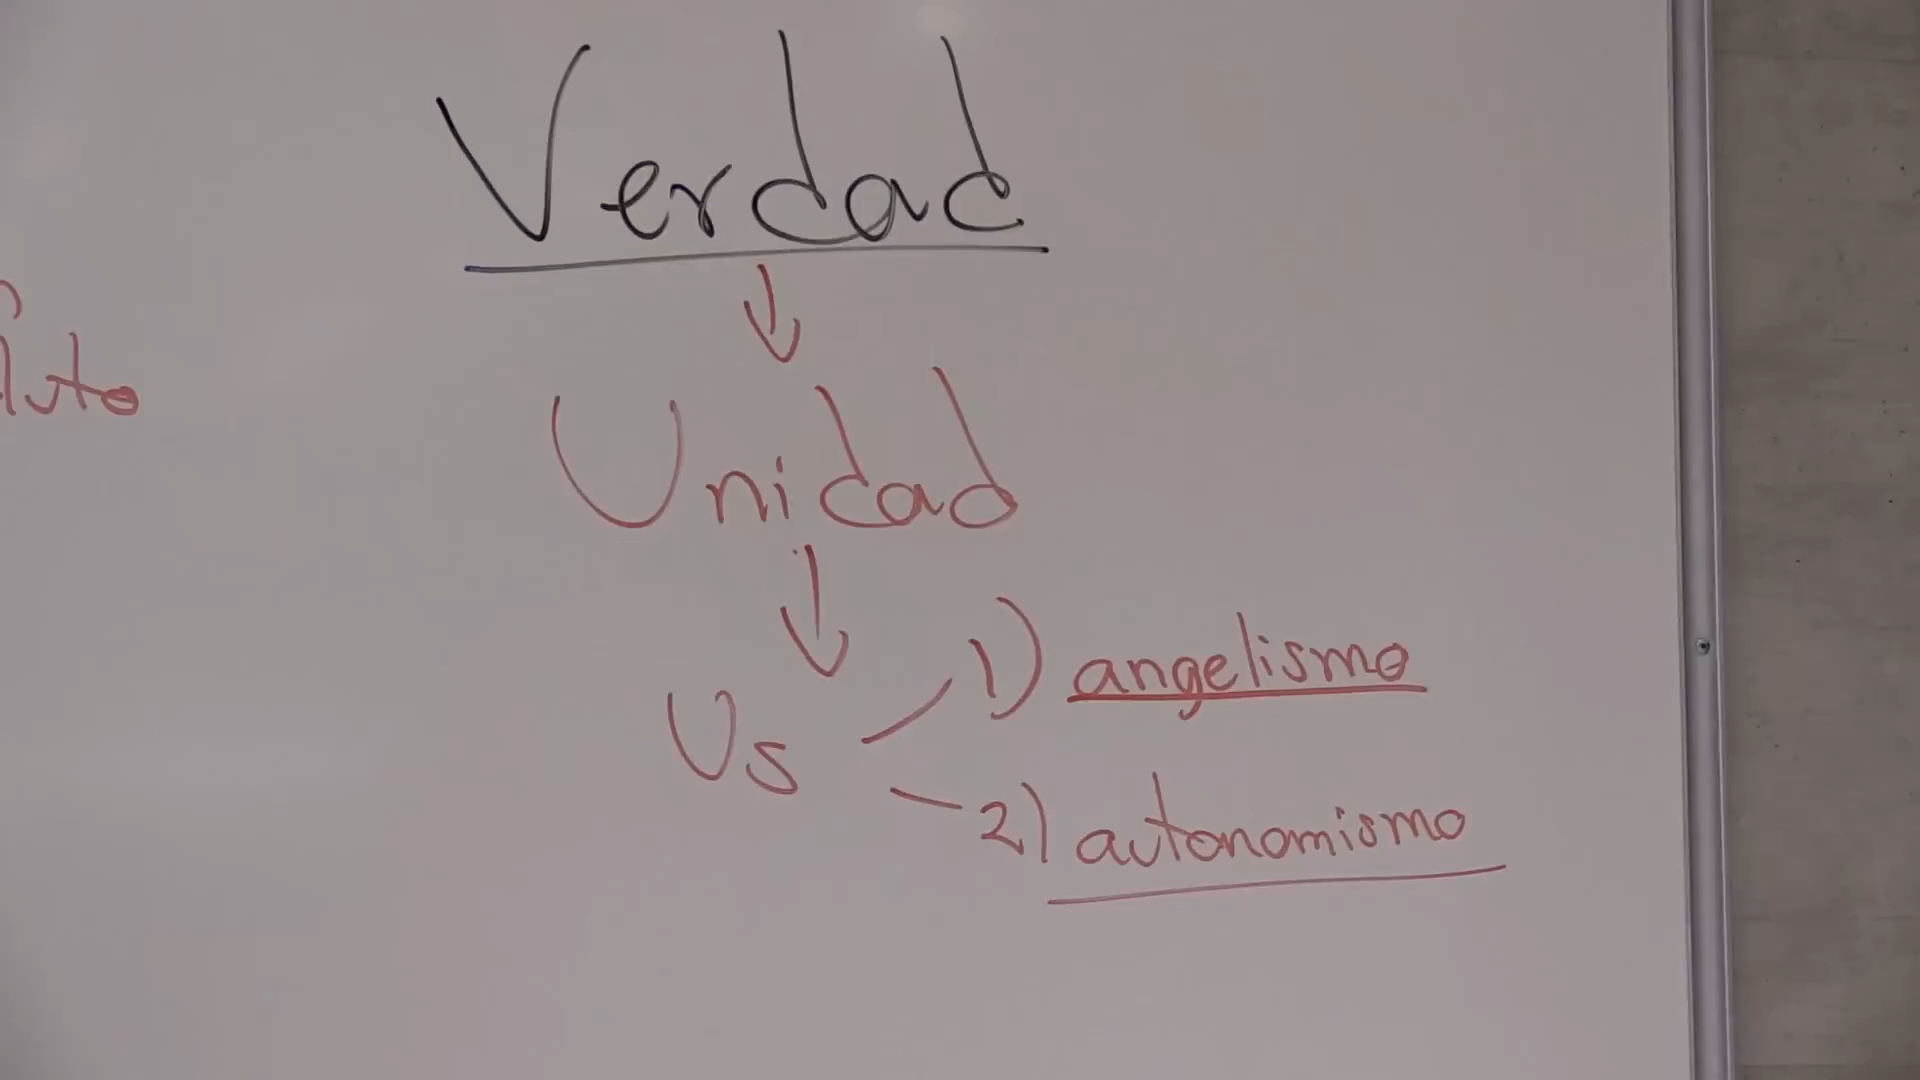 Verdad
Unidad
Vs
1) angelismo
2) autonomismo